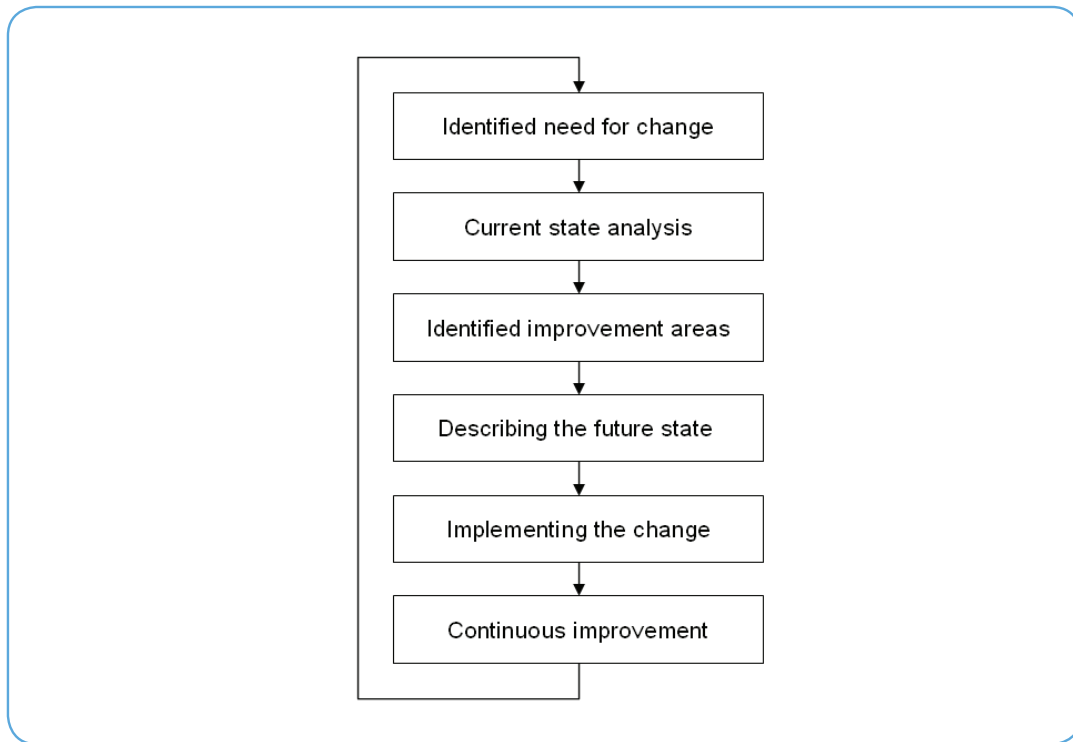 Identified need for change
Current state analysis
Identified improvement areas
Describing the future state
Implementing the change
Continuous improvement